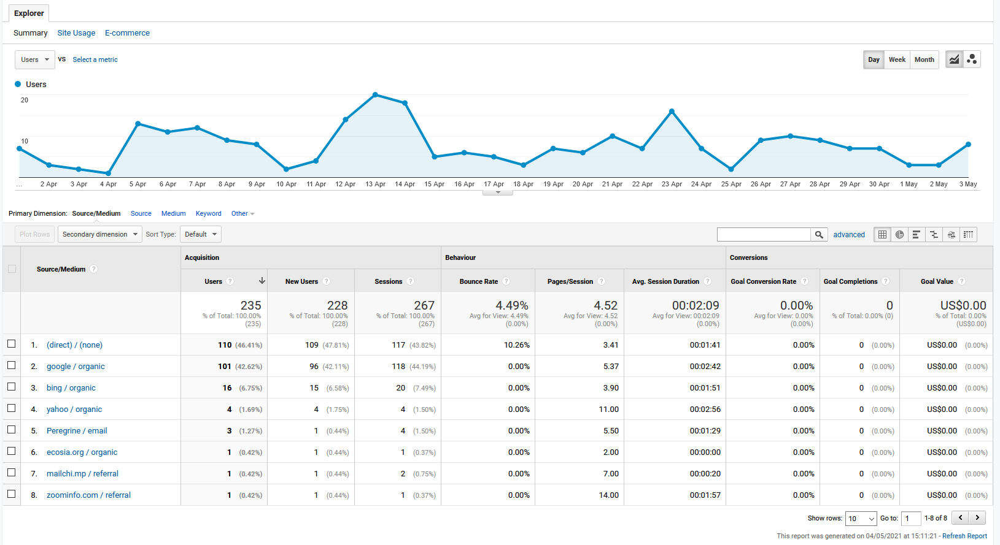 Explorer
Summary Site Usage E-commerce
Users VS Select a metric Day Week Month
Users
20
10
... 2 Apr 3 Apr 4 Apr 5 Apr 6 Apr 7 Apr 8 Apr 9 Apr 10 Apr 11 Apr 12 Apr 13 Apr 14 Apr 15 Apr 16 Apr 17 Apr 18 Apr 19 Apr 20 Apr 21 Apr 22 Apr 23 Apr 24 Apr 25 Apr 26 Apr 27 Apr 28 Apr 29 Apr 30 Apr 1 May 2 May 3 May
Primary Dimension: Source/Medium Source Medium Keyword Other
Plot Rows Secondary dimension Sort Type: Default advanced
Acquisition Behaviour Conversions
Source/Medium ? Users ? New Users ? Sessions ? Bounce Rate ? Pages/Session ? Avg. Session Duration ? Goal Conversion Rate ? Goal Completions ? Goal Value ?
235 228 267 4.49% 4.52 00:02:09 0.00% 0 US$0.00
% of Total: 100.00% % of Total: 100.00% % of Total: 100.00% Avg for View: 4.49% Avg for View: 4.52 Avg for View: 00:02:09 Avg for View: 0.00% % of Total: 0.00% (0) % of Total: 0.00%
(235) (228) (267) (0.00%) (0.00%) (0.00%) (0.00%) (US$0.00)
1. (direct) / (none) 110 (46.41%) 109 (47.81%) 117 (43.82%) 10.26% 3.41 00:01:41 0.00% 0 (0.00%) US$0.00 (0.00%)
2. google / organic 101 (42.62%) 96 (42.11%) 118 (44.19%) 0.00% 5.37 00:02:42 0.00% 0 (0.00%) US$0.00 (0.00%)
3. bing / organic 16 (6.75%) 15 (6.58%) 20 (7.49%) 0.00% 3.90 00:01:51 0.00% 0 (0.00%) US$0.00 (0.00%)
4. yahoo / organic 4 (1.69%) 4 (1.75%) 4 (1.50%) 0.00% 11.00 00:02:56 0.00% 0 (0.00%) US$0.00 (0.00%)
5. Peregrine / email 3 (1.27%) 1 (0.44%) 4 (1.50%) 0.00% 5.50 00:01:29 0.00% 0 (0.00%) US$0.00 (0.00%)
6. ecosia.org / organic 1 (0.42%) 1 (0.44%) 1 (0.37%) 0.00% 2.00 00:00:00 0.00% 0 (0.00%) US$0.00 (0.00%)
7. mailchi.mp / referral 1 (0.42%) 1 (0.44%) 2 (0.75%) 0.00% 7.00 00:00:20 0.00% 0 (0.00%) US$0.00 (0.00%)
8. zoominfo.com / referral 1 (0.42%) 1 (0.44%) 1 (0.37%) 0.00% 14.00 00:01:57 0.00% 0 (0.00%) US$0.00 (0.00%)
Show rows: 10 Go to: 1 1-8 of 8
This report was generated on 04/05/2021 at 15:11:21 - Refresh Report